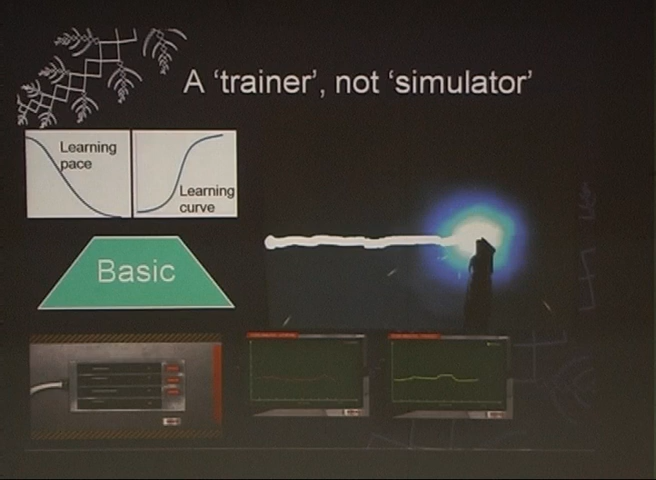 A 'trainer', not 'simulator'
Learning
pace
Learning
curve
Basic